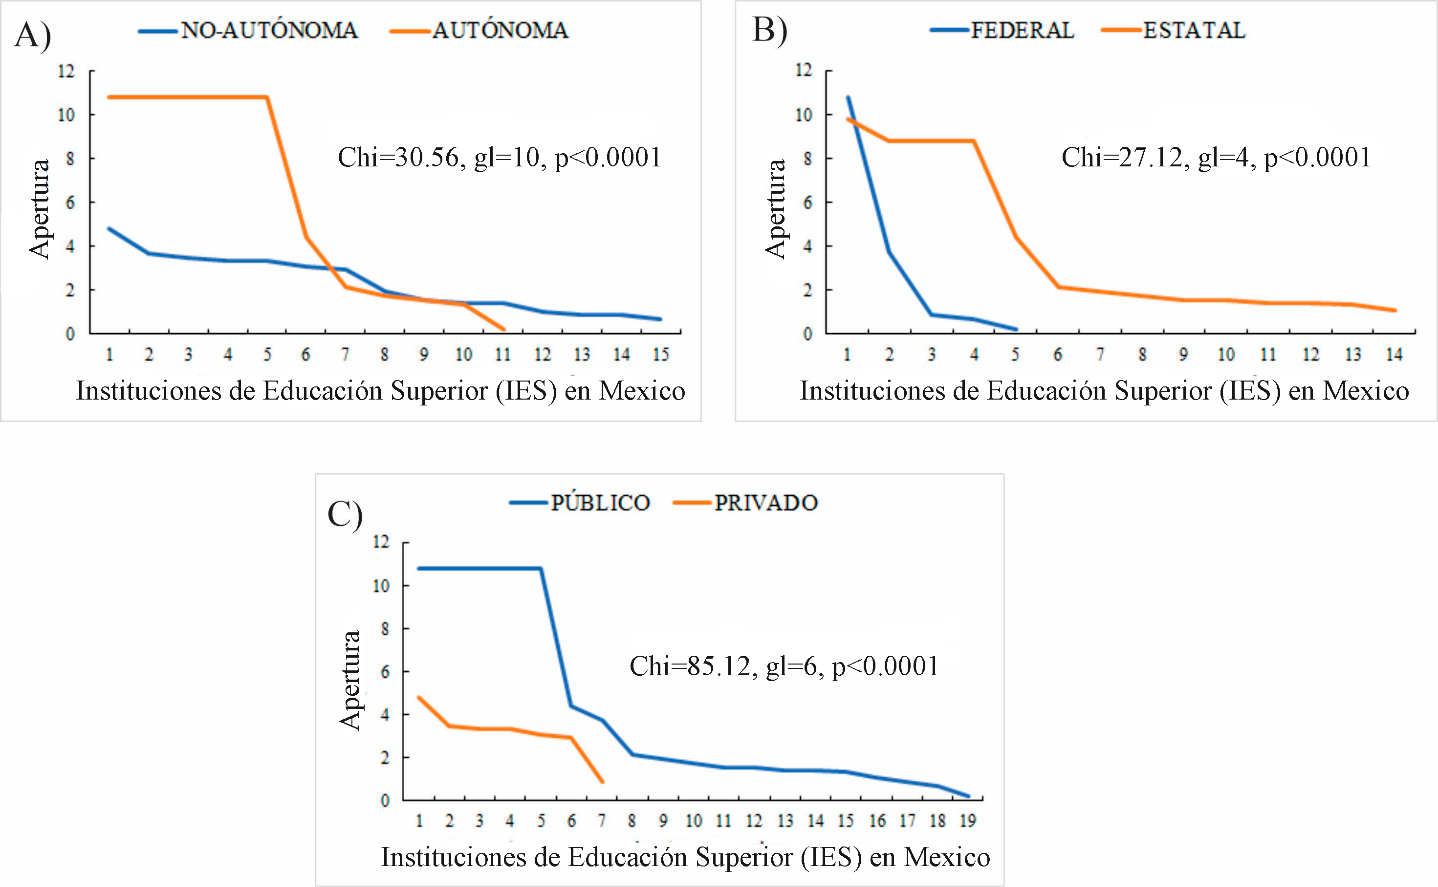 A)
NO-AUTÓNOMA AUTÓNOMA
12
10
8
6
4
2
0
Apertura
Chi=30.56, gl=10, p<0.0001
1 2 3 4 5 6 7 8 9 10 11 12 13 14 15
Instituciones de Educación Superior (IES) en Mexico
B)
FEDERAL ESTATAL
12
10
8
6
4
2
0
Apertura
Chi=27.12, gl=4, p<0.0001
1 2 3 4 5 6 7 8 9 10 11 12 13 14
Instituciones de Educación Superior (IES) en Mexico
C)
PÚBLICO PRIVADO
12
10
8
6
4
2
0
Apertura
Chi=85.12, gl=6, p<0.0001
1 2 3 4 5 6 7 8 9 10 11 12 13 14 15 16 17 18 19
Instituciones de Educación Superior (IES) en Mexico